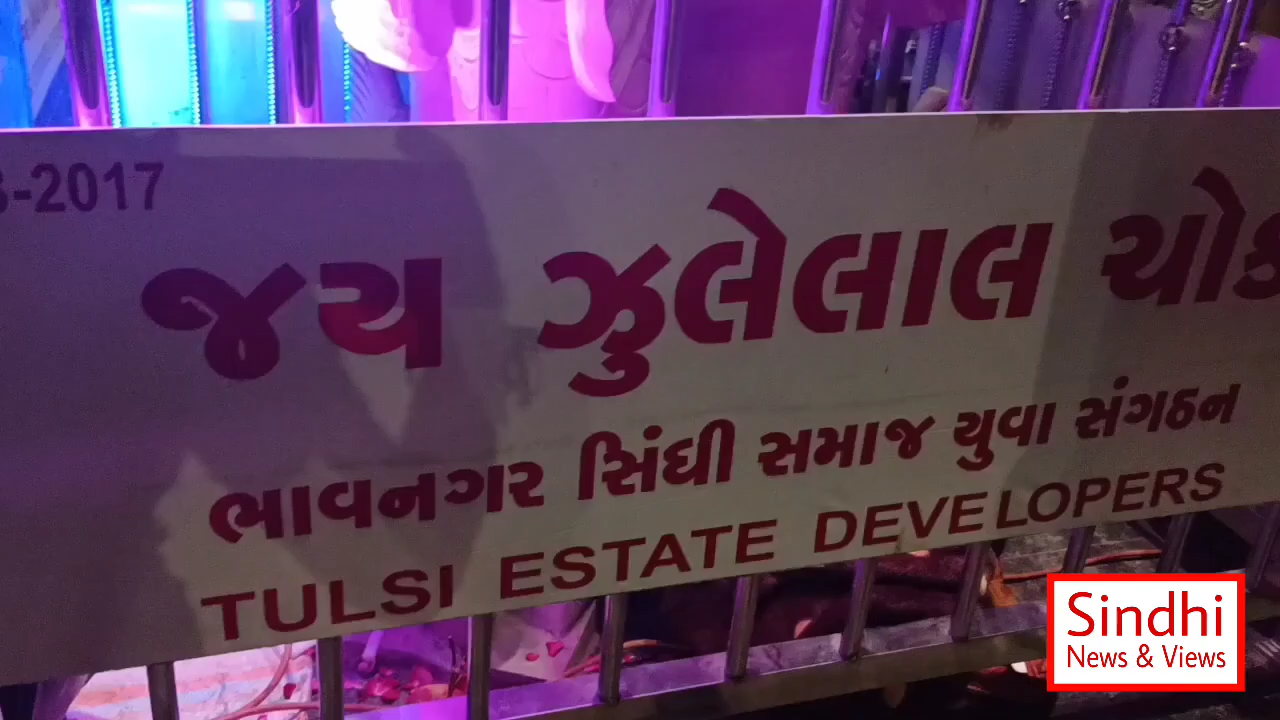 -2017
જય ઝુલેલાલ ચોક
ભાવનગર સિંધી સમાજ યુવા સંગઠન
TULSI ESTATE DEVELOPERS
Sindhi
News & Views